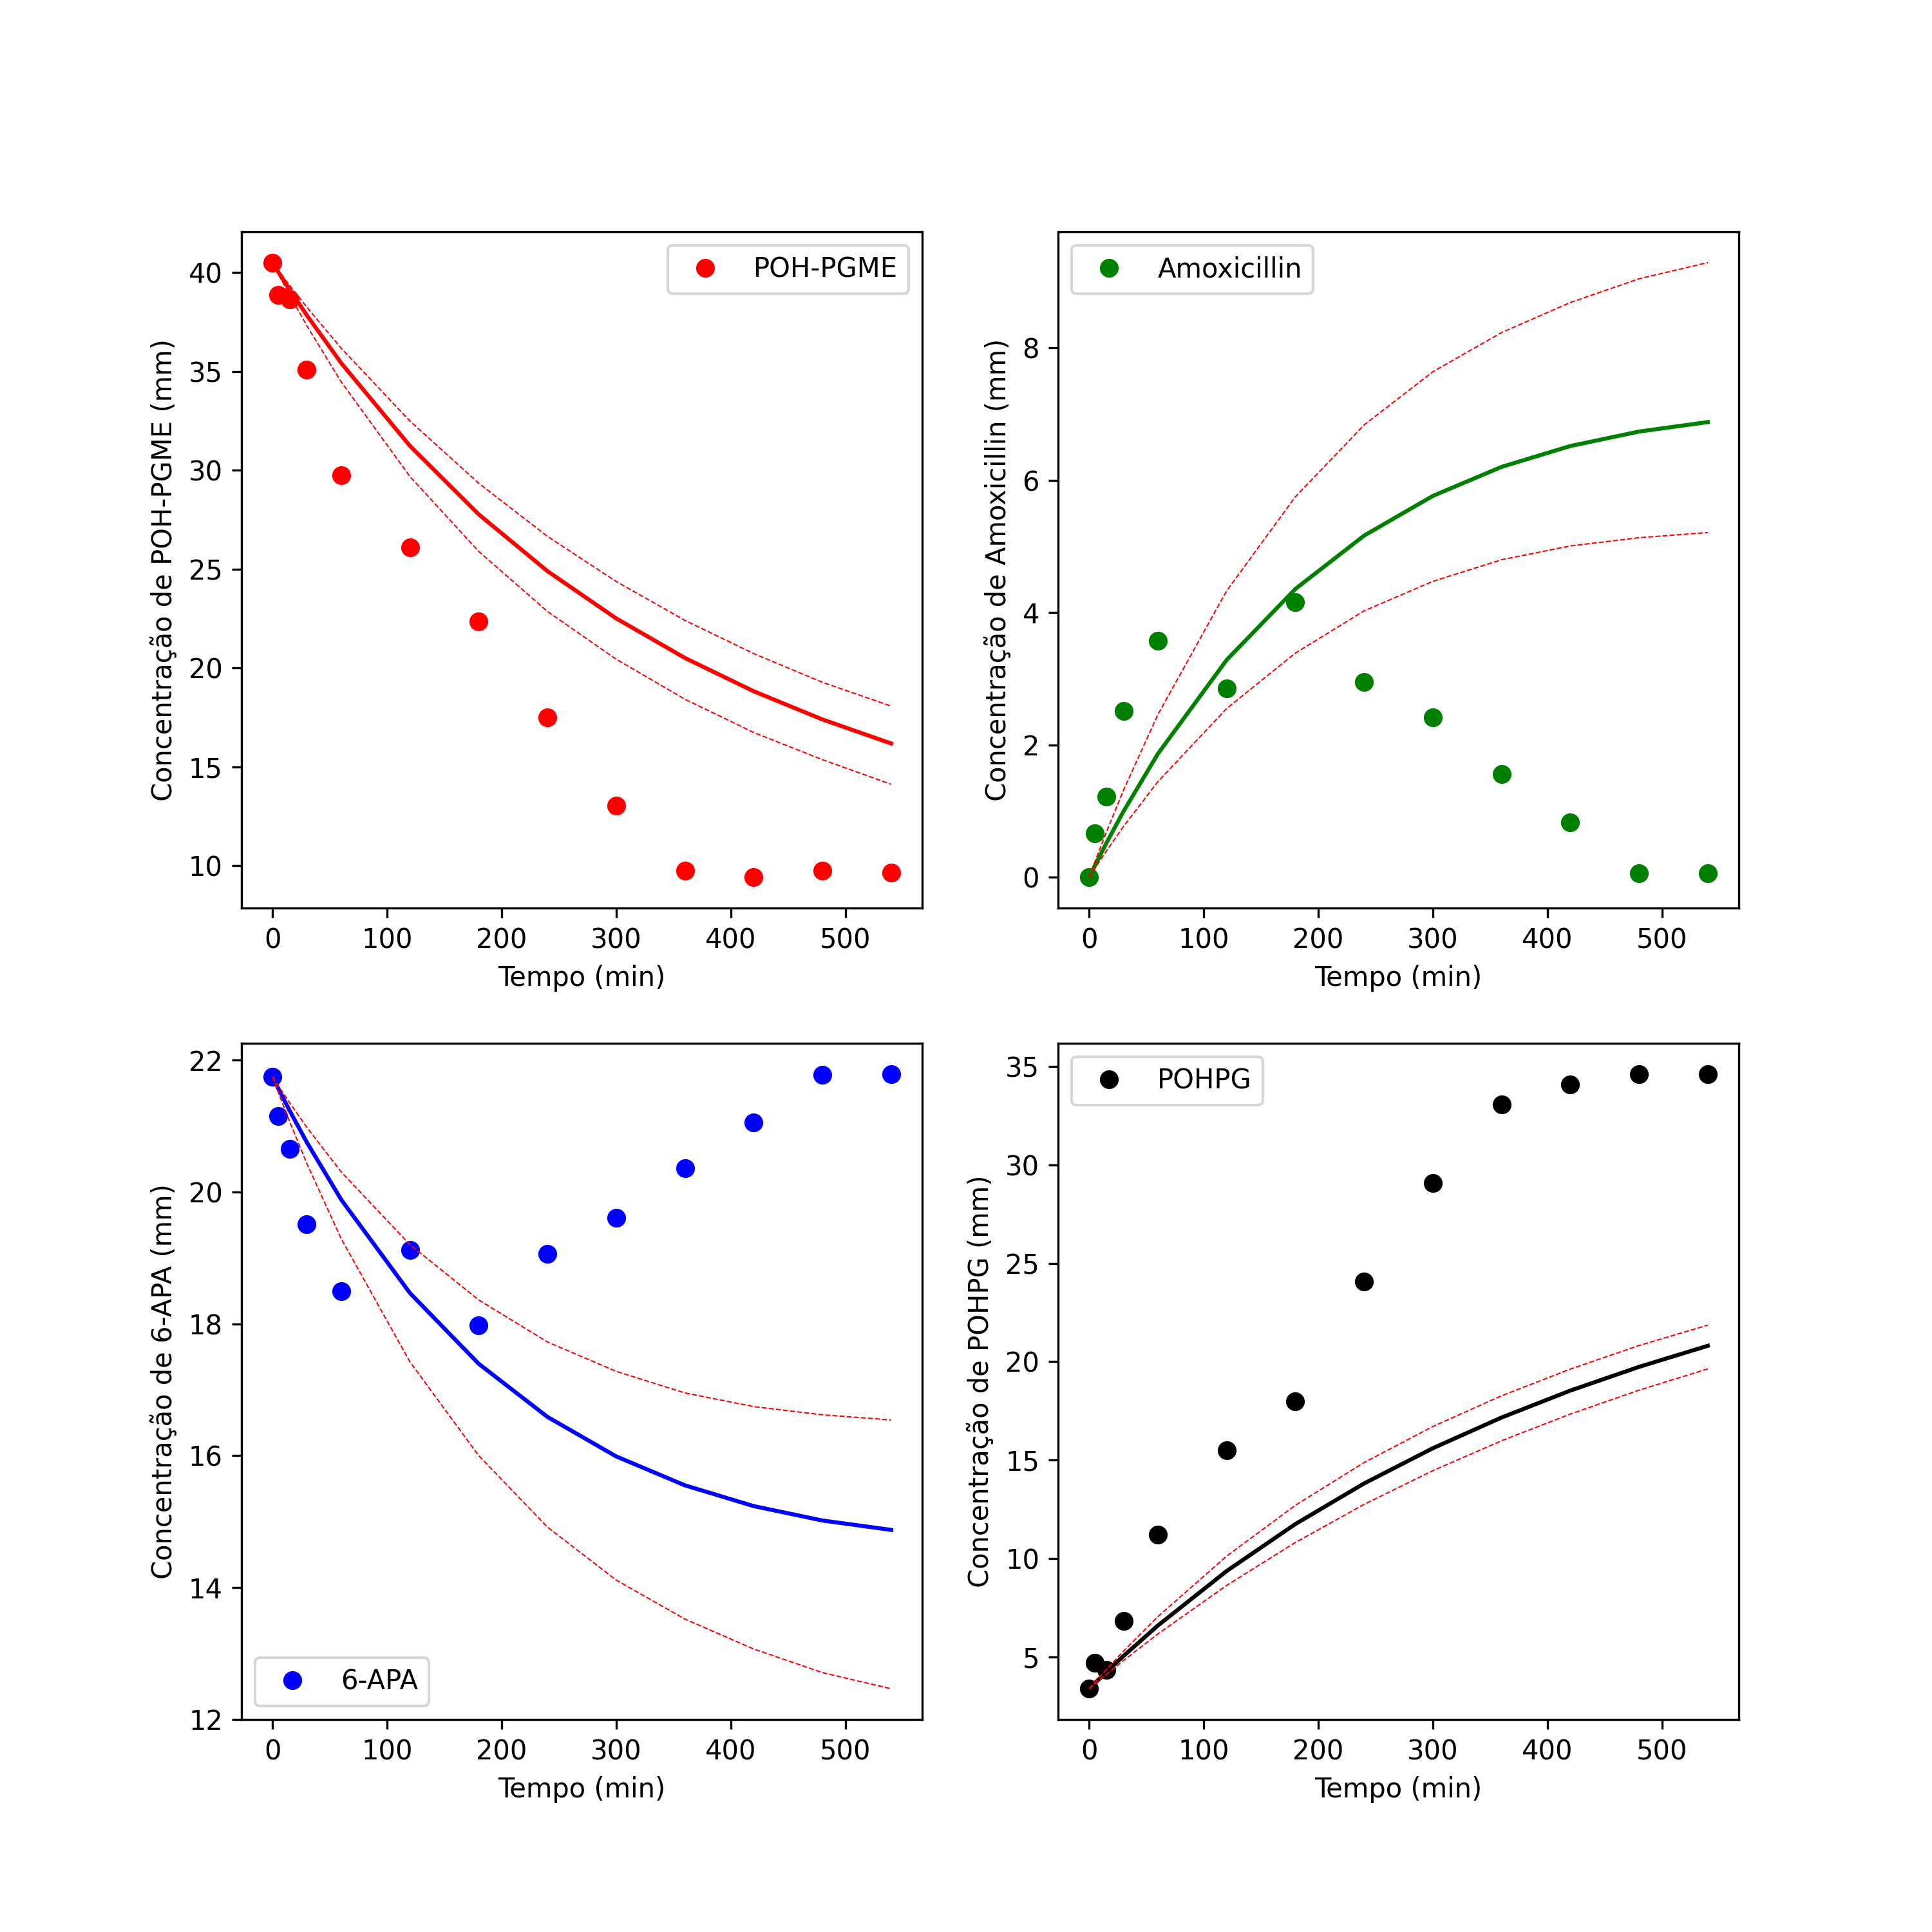 POH-PGME
Concentração de POH-PGME (mm)
40
35
30
25
20
15
10
0 100 200 300 400 500
Tempo (min)
Amoxicillin
Concentração de Amoxicillin (mm)
8
6
4
2
0
0 100 200 300 400 500
Tempo (min)
6-APA
Concentração de 6-APA (mm)
22
20
18
16
14
12
0 100 200 300 400 500
Tempo (min)
POHPG
Concentração de POHPG (mm)
35
30
25
20
15
10
5
0 100 200 300 400 500
Tempo (min)